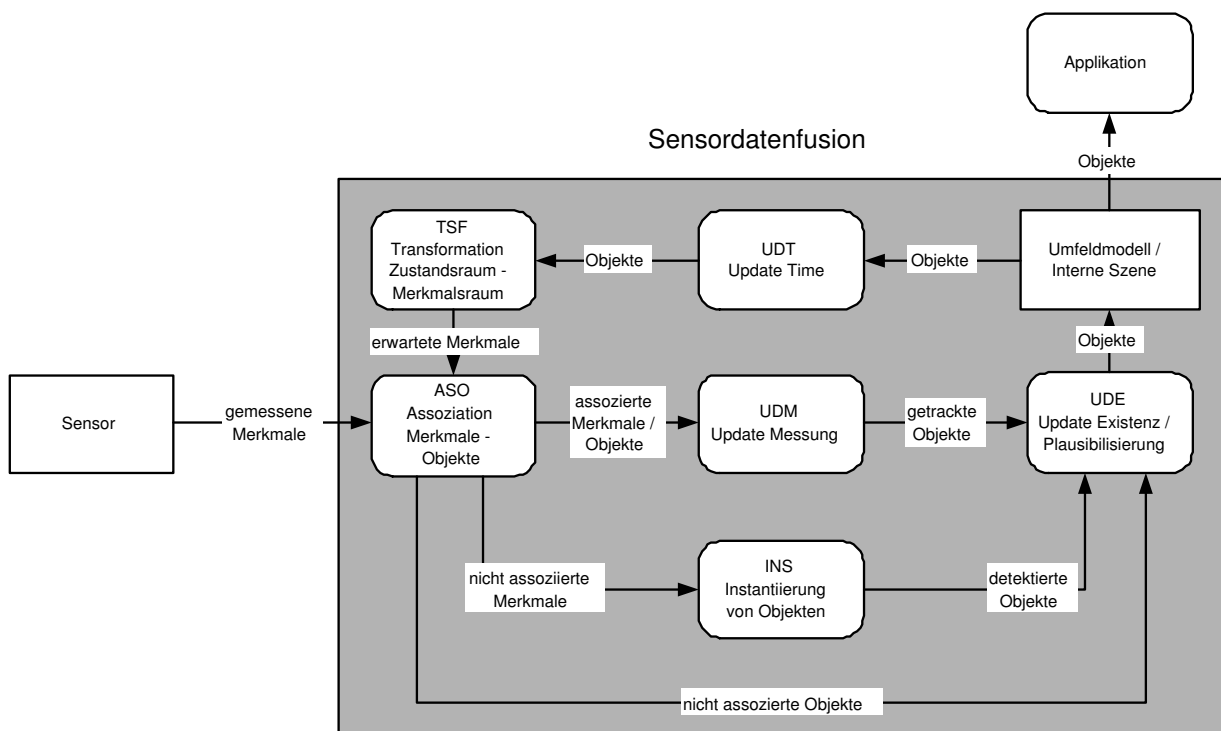 Applikation
Sensordatenfusion
Objekte
TSF
Transformation
Zustandsraum -
Merkmalsraum
Objekte
UDT
Update Time
Objekte
Umfeldmodell /
Interne Szene
erwartete Merkmale
Objekte
Sensor
gemessene
Merkmale
ASO
Assoziation
Merkmale -
Objekte
assozierte
Merkmale /
Objekte
UDM
Update Messung
getrackte
Objekte
UDE
Update Existenz /
Plausibilisierung
nicht assoziierte
Merkmale
INS
Instantiierung
von Objekten
detektierte
Objekte
nicht assozierte Objekte